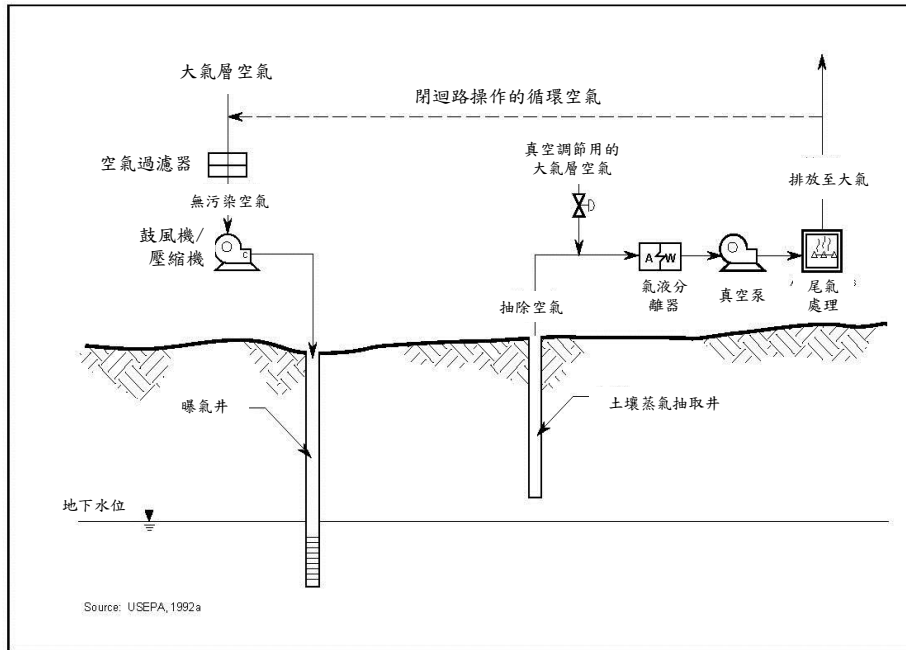 大氣層空氣
閉迴路操作的循環空氣
空氣過濾器
真空調節用的
大氣層空氣
排放至大氣
無污染空氣
鼓風機/
壓縮機
C
A W
氣液分
離器
真空泵
尾氣
處理
抽除空氣
曝氣井
土壤蒸氣抽取井
地下水位
Source: USEPA, 1992a